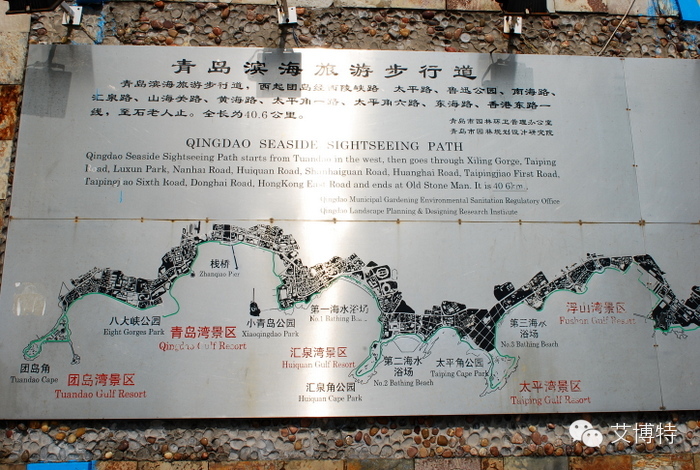 青岛滨海旅游步行道
青岛滨海旅游步行道，西起团岛经西陵峡路、太平路、鲁迅公园、南海路、
汇泉路、山海关路、黄海路、太平角一路、太平角六路、东海路、香港东路一
线，至石老人止。全长为40.6公里。
青岛市园林环卫管理办公室
青岛市园林规划设计研究院
QINGDAO SEASIDE SIGHTSEEING PATH
Qingdao Seaside Sightseeing Path starts from Tuandao in the west, then goes through Xiling Gorge, Taiping
Road, Luxun Park, Nanhai Road, Huiquan Road, Shanhaiguan Road, Huanghai Road, Taipingjiao First Road,
Taipingjiao Sixth Road, Donghai Road, HongKong East Road and ends at Old Stone Man. It is 40.6km.
Qingdao Municipal Gardening Environmental Sanitation Regulatory Office
Qingdao Landscape Planning & Designing Research Institute
栈桥
Zhanqiao Pier
八大峡公园
Eight Gorges Park
青岛湾景区
Qingdao Gulf Resort
小青岛公园
Xiaoqingdao Park
第一海水浴场
No.1 Bathing Beach
汇泉湾景区
Huiquan Gulf Resort
汇泉角公园
Huiquan Cape Park
第二海水
浴场
No.2 Bathing Beach
太平角公园
Taiping Cape Park
第三海水
浴场
No.3 Bathing Beach
浮山湾景区
Fushan Gulf Resort
太平湾景区
Taiping Gulf Resort
团岛角
Tuandao Cape
团岛湾景区
Tuandao Gulf Resort
艾博特